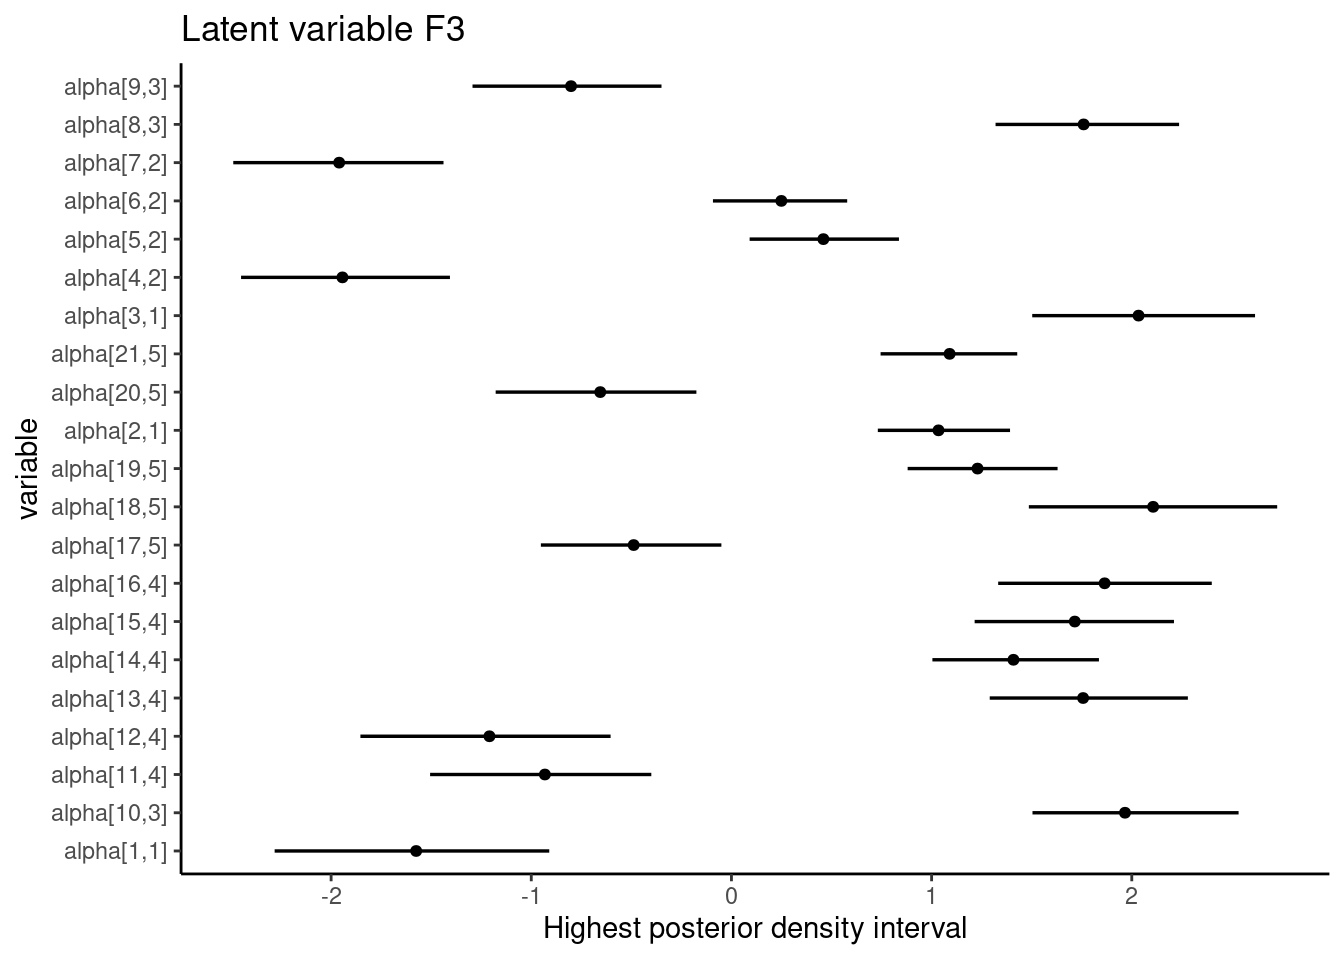 Latent variable F3
alpha[9,3]
alpha[8,3]
alpha[7,2]
alpha[6,2]
alpha[5,2]
alpha[4,2]
alpha[3,1]
alpha[21,5]
alpha[20,5]
alpha[2,1]
alpha[19,5]
alpha[18,5]
alpha[17,5]
alpha[16,4]
alpha[15,4]
alpha[14,4]
alpha[13,4]
alpha[12,4]
alpha[11,4]
alpha[10,3]
alpha[1,1]
variable
-2 -1 0 1 2
Highest posterior density interval